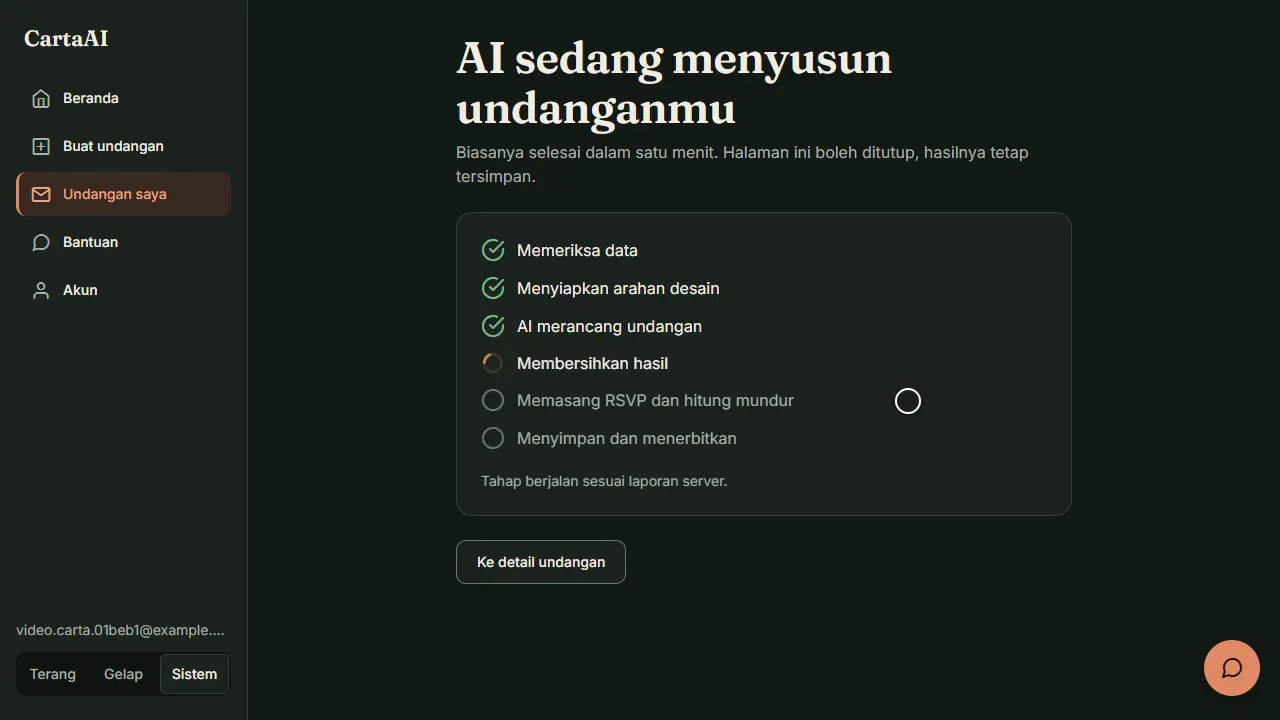 CartaAI
Beranda
Buat undangan
Undangan saya
Bantuan
Akun
video.carta.01beb1@example....
Terang
Gelap
Sistem
AI sedang menyusun
undanganmu
Biasanya selesai dalam satu menit. Halaman ini boleh ditutup, hasilnya tetap
tersimpan.
Memeriksa data
Menyiapkan arahan desain
AI merancang undangan
Membersihkan hasil
Memasang RSVP dan hitung mundur
Menyimpan dan menerbitkan
Tahap berjalan sesuai laporan server.
Ke detail undangan